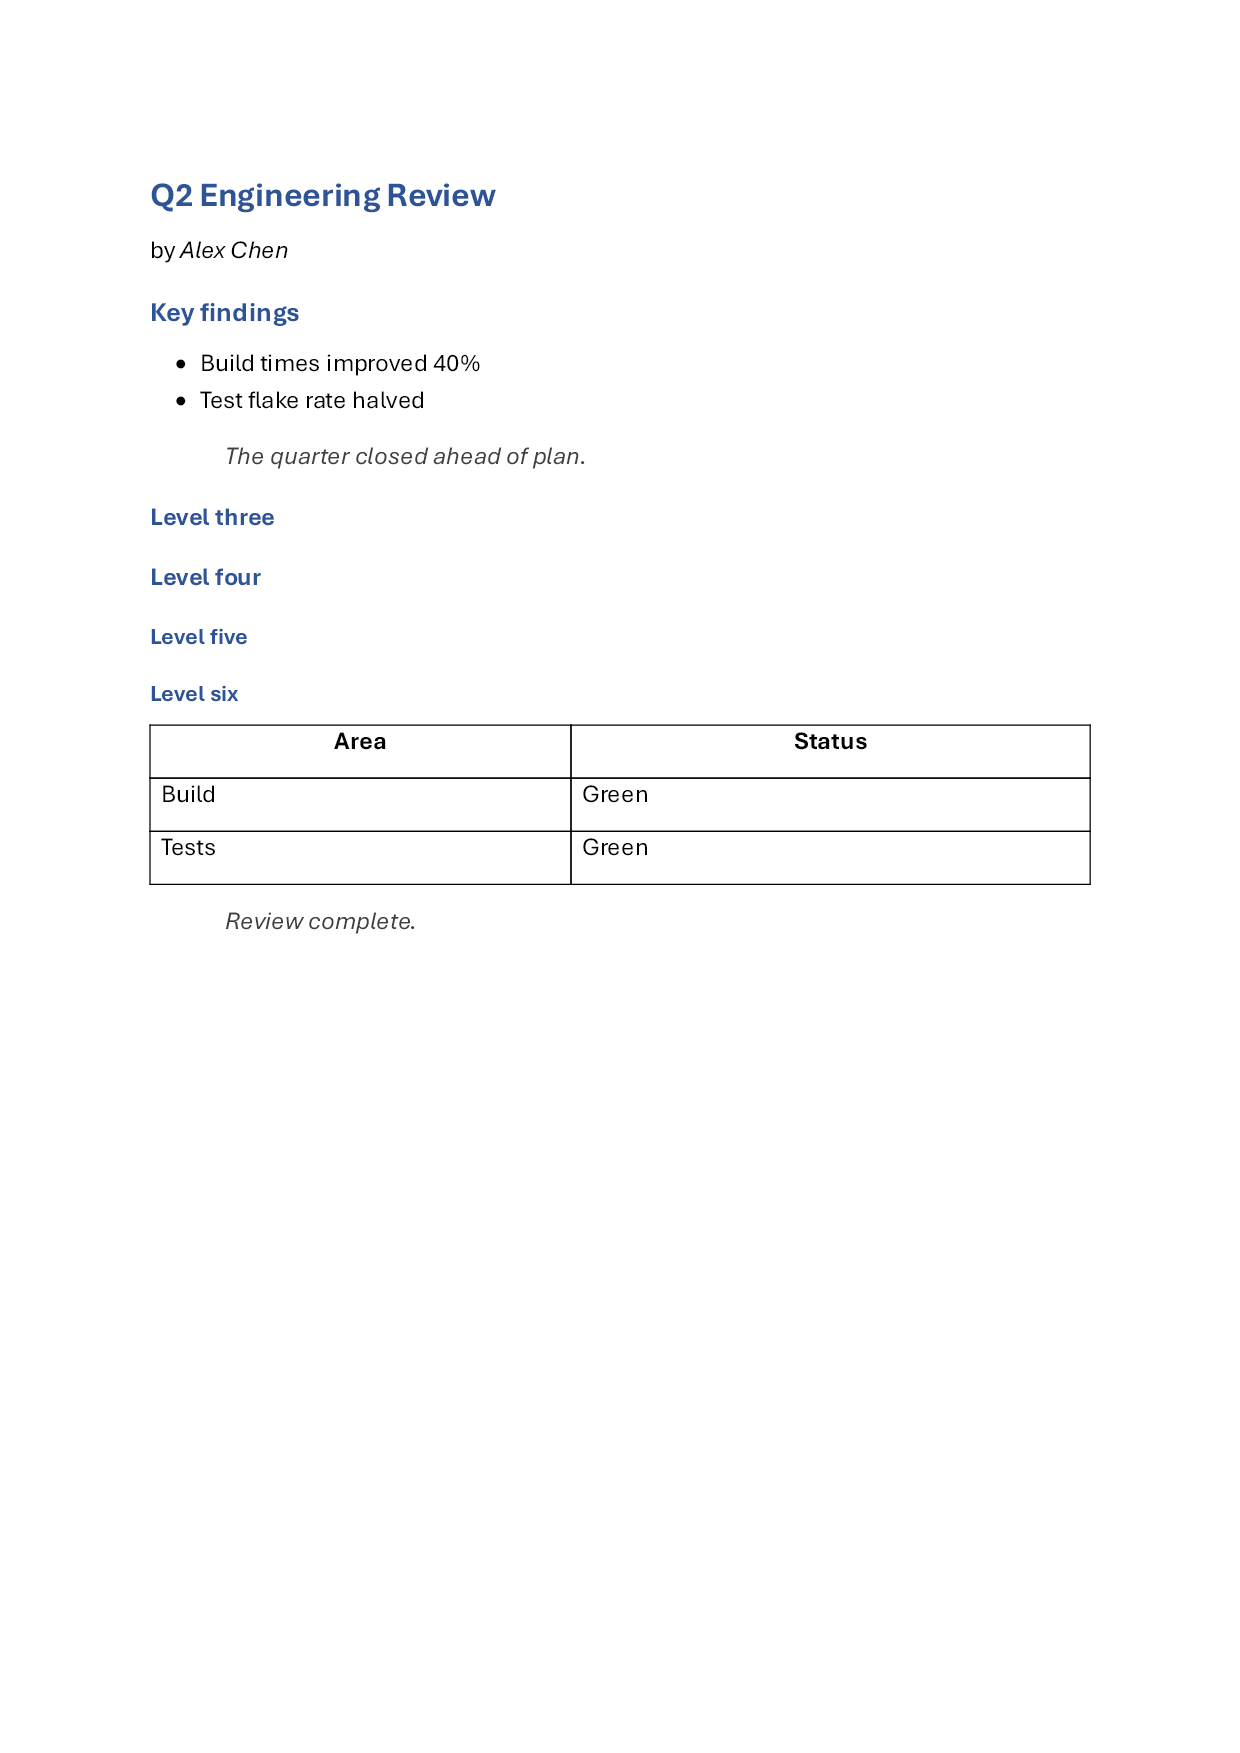 Q2 Engineering Review
by Alex Chen
Key findings
• Build times improved 40%
• Test flake rate halved
The quarter closed ahead of plan.
Level three
Level four
Level five
Level six
Area Status
Build Green
Tests Green
Review complete.